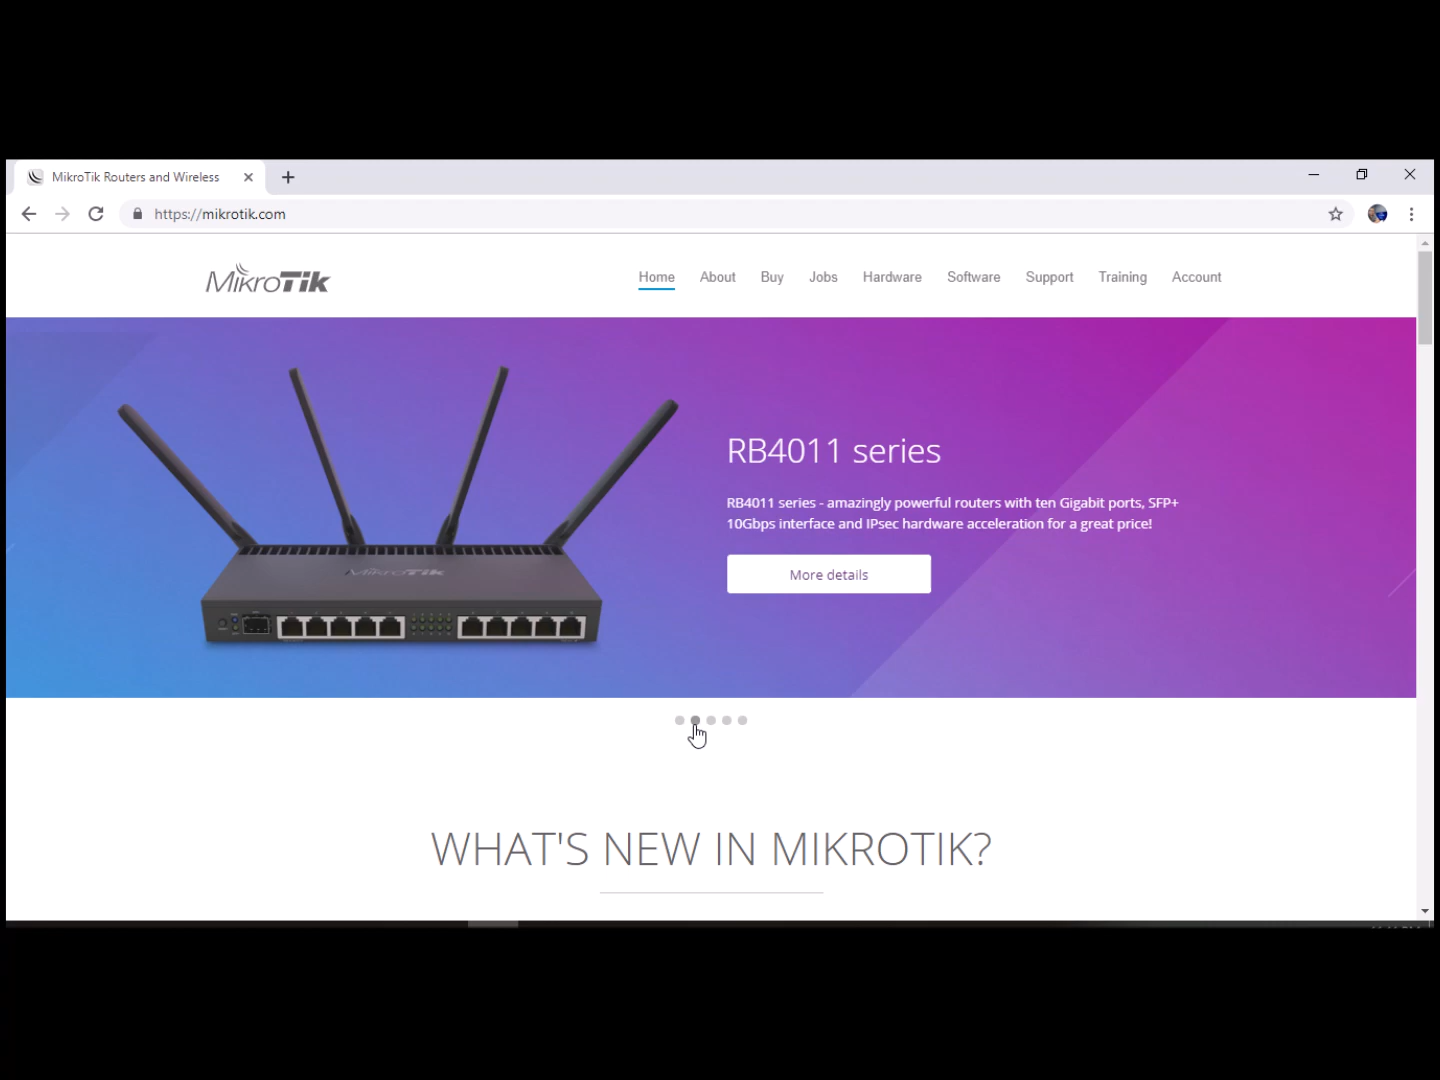 MikroTik Routers and Wireless
https://mikrotik.com
MikroTik
Home About Buy Jobs Hardware Software Support Training Account
MikroTik
RB4011 series
RB4011 series - amazingly powerful routers with ten Gigabit ports, SFP+
10Gbps interface and IPsec hardware acceleration for a great price!
More details
WHAT'S NEW IN MIKROTIK?